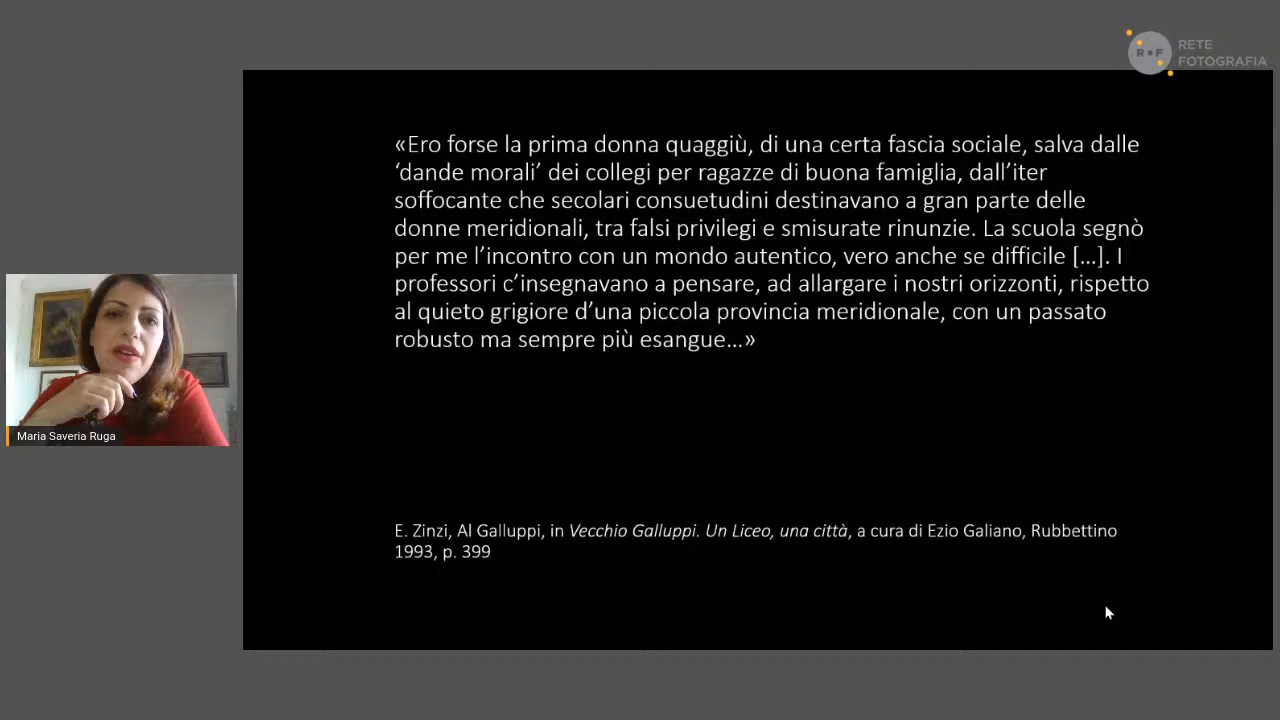 R•F RETE
FOTOGRAFIA
«Ero forse la prima donna quaggiù, di una certa fascia sociale, salva dalle
‘dande morali’ dei collegi per ragazze di buona famiglia, dall’iter
soffocante che secolari consuetudini destinavano a gran parte delle
donne meridionali, tra falsi privilegi e smisurate rinunzie. La scuola segnò
per me l’incontro con un mondo autentico, vero anche se difficile […]. I
professori c’insegnavano a pensare, ad allargare i nostri orizzonti, rispetto
al quieto grigiore d’una piccola provincia meridionale, con un passato
robusto ma sempre più esangue…»
Maria Saveria Ruga
E. Zinzi, Al Galluppi, in Vecchio Galluppi. Un Liceo, una città, a cura di Ezio Galiano, Rubbettino
1993, p. 399